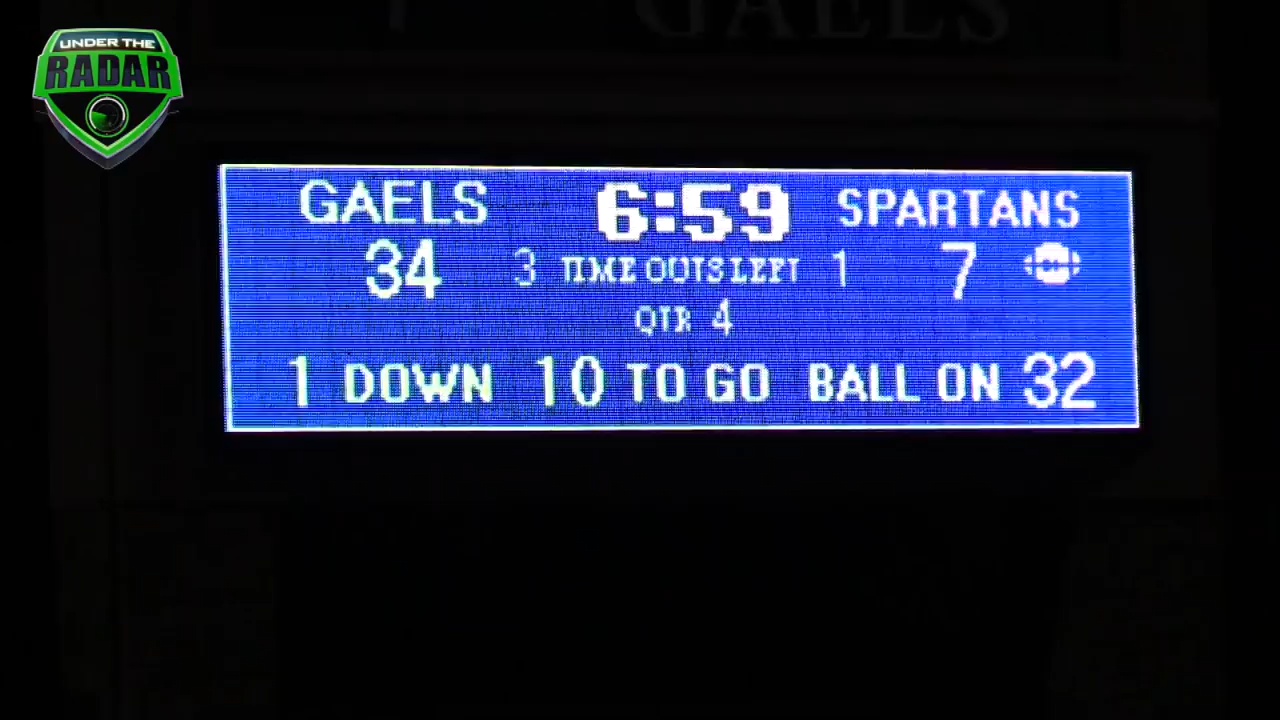 GAELS
UNDER THE
RADAR
GAELS 6:59 SPARTANS
34 3 TIME OUTS LEFT 1 7
QTR 4
1 DOWN 10 TO GO BALL ON 32